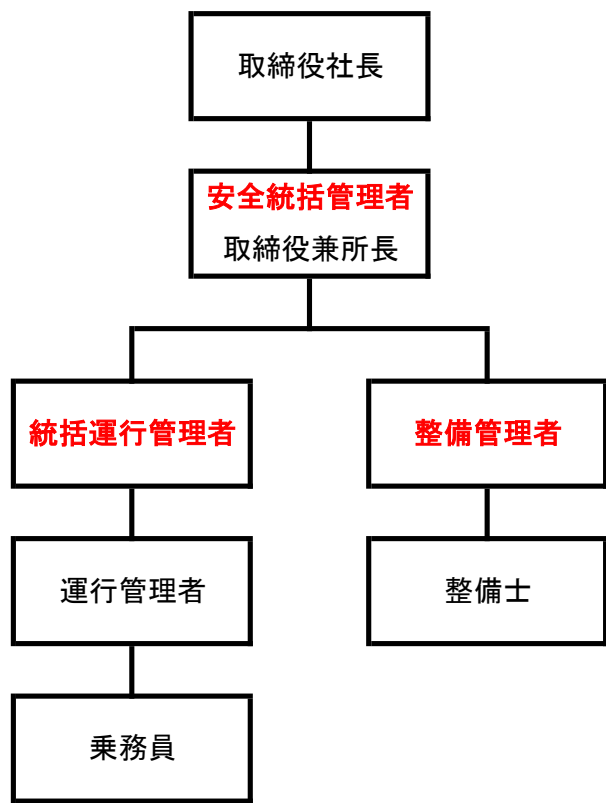 取締役社長
安全統括管理者
取締役兼所長
統括運行管理者
整備管理者
運行管理者
整備士
乗務員